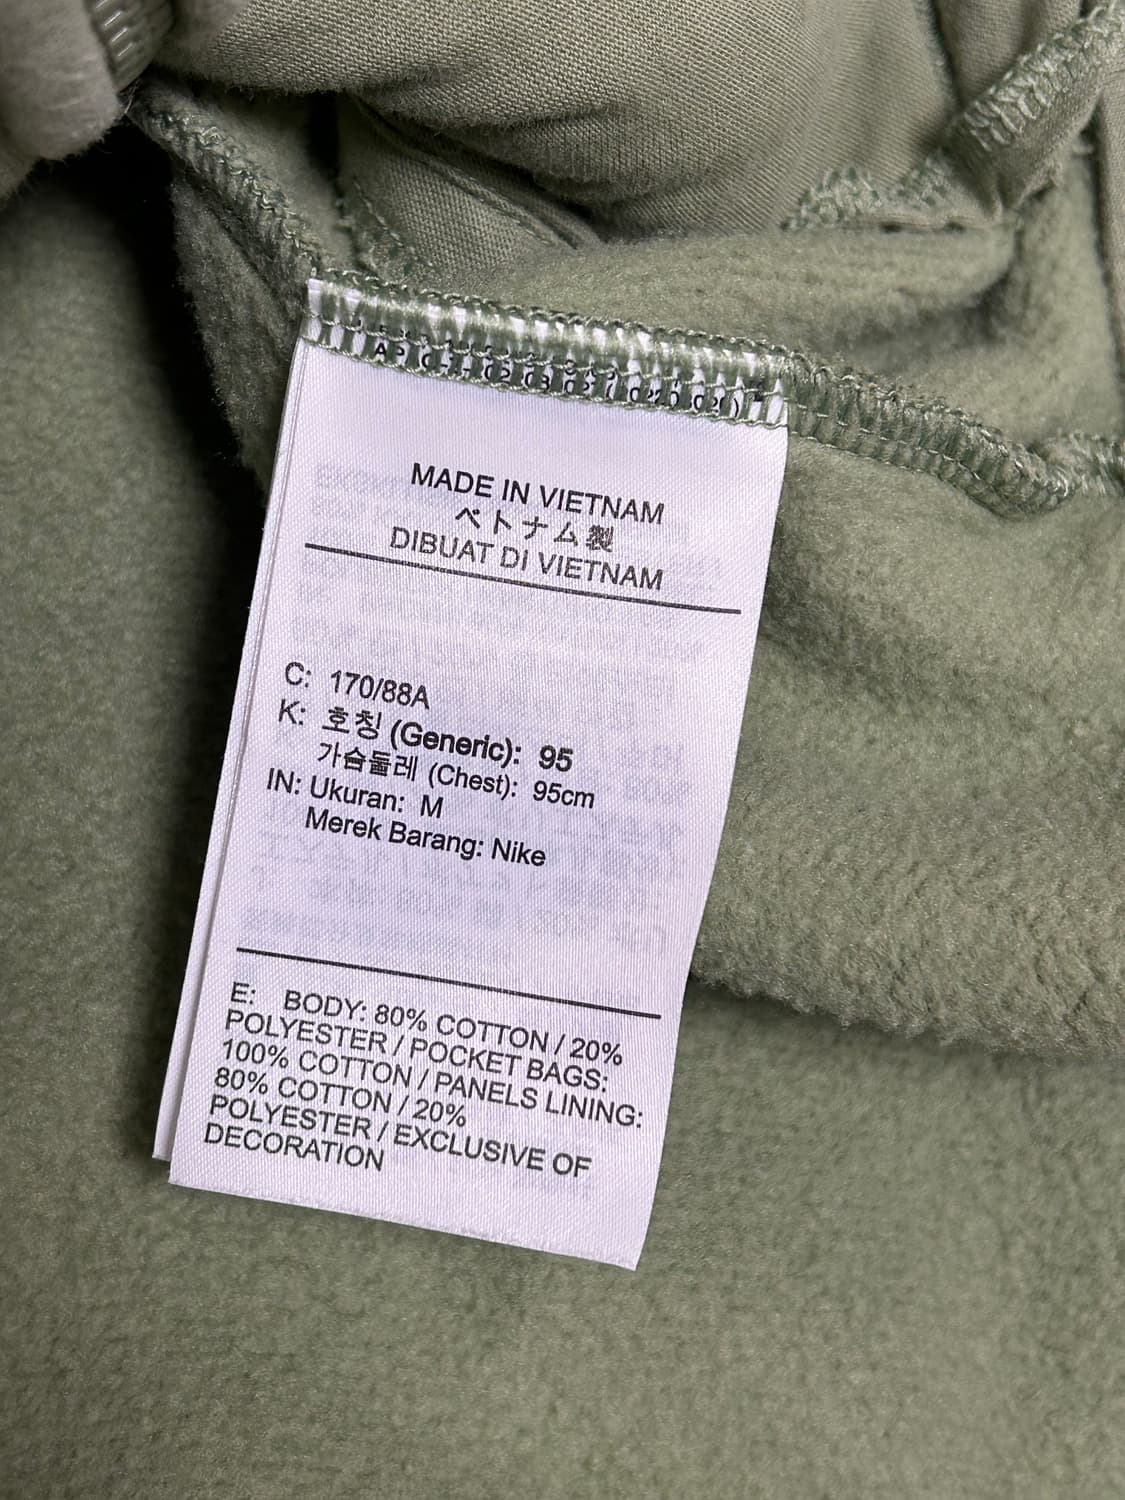 MADE IN VIETNAM
ベトナム製
DIBUAT DI VIETNAM
C: 170/88A
K: 호칭 (Generic): 95
가슴둘레 (Chest): 95cm
IN: Ukuran: M
Merek Barang: Nike
E: BODY: 80% COTTON / 20%
POLYESTER / POCKET BAGS:
100% COTTON / PANELS LINING:
80% COTTON / 20%
POLYESTER / EXCLUSIVE OF
DECORATION